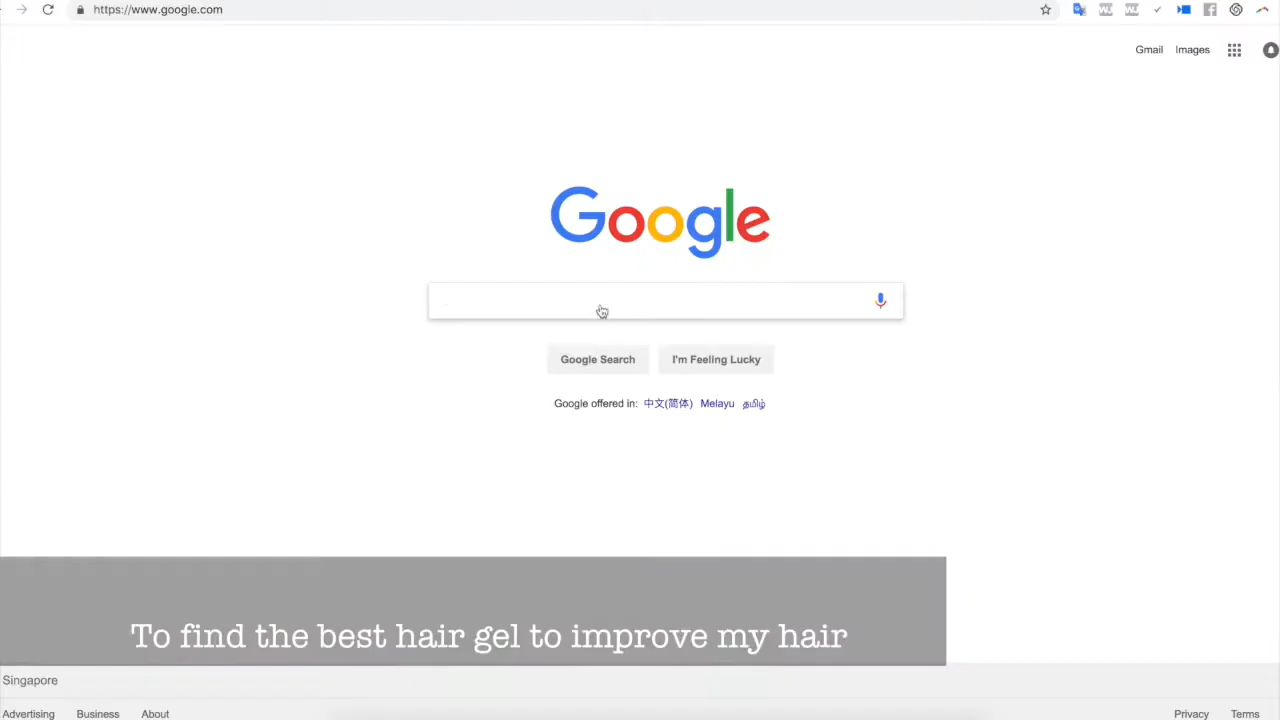 https://www.google.com
Gmail Images
Google
Google Search I'm Feeling Lucky
Google offered in: 中文(简体) Melayu தமிழ்
To find the best hair gel to improve my hair
Singapore
Advertising Business About Privacy Terms